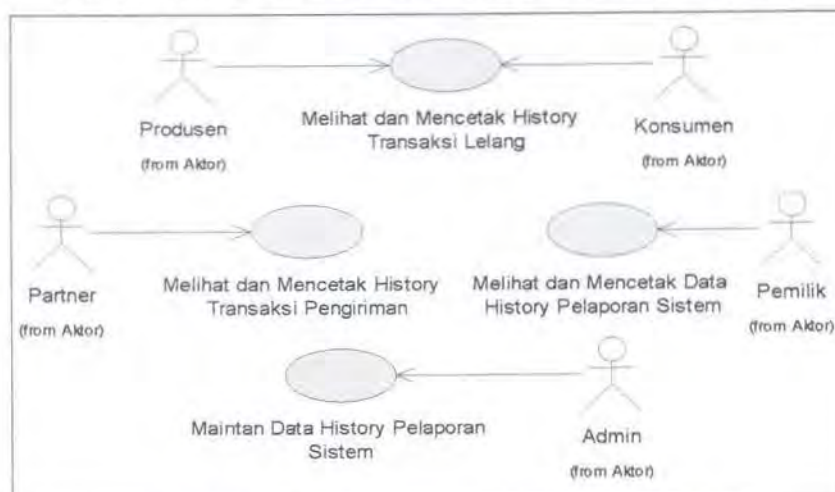 Produsen
(from Aktor)
Melihat dan Mencetak History
Transaksi Lelang
Konsumen
(from Aktor)
Partner
(from Aktor)
Melihat dan Mencetak History
Transaksi Pengiriman
Melihat dan Mencetak Data
History Pelaporan Sistem
Pemilik
(from Aktor)
Maintan Data History Pelaporan
Sistem
Admin
(from Aktor)